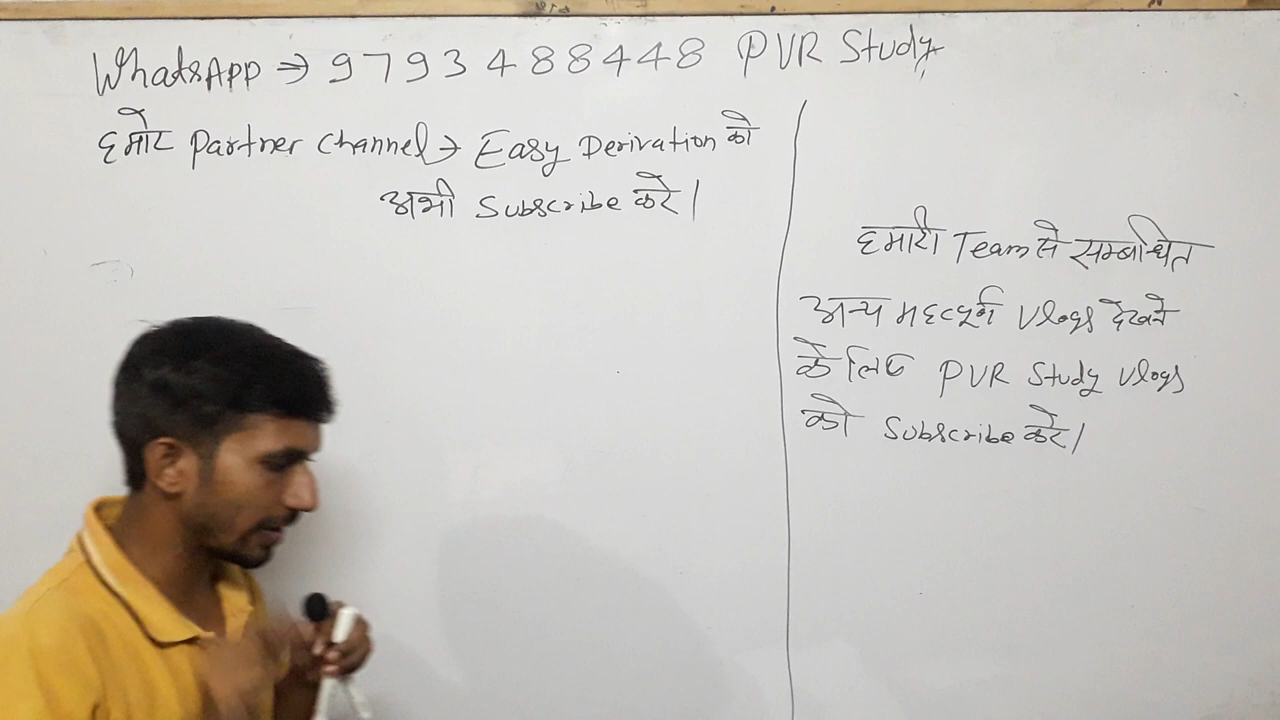 WhatsApp → 9793488448 PVR Study
हमारे Partner Channel → Easy Derivation को
अभी Subscribe करें।
हमारी Team से सम्बन्धित
अन्य महत्वपूर्ण Vlogs देखने
के लिए PVR Study Vlogs
को Subscribe करें।